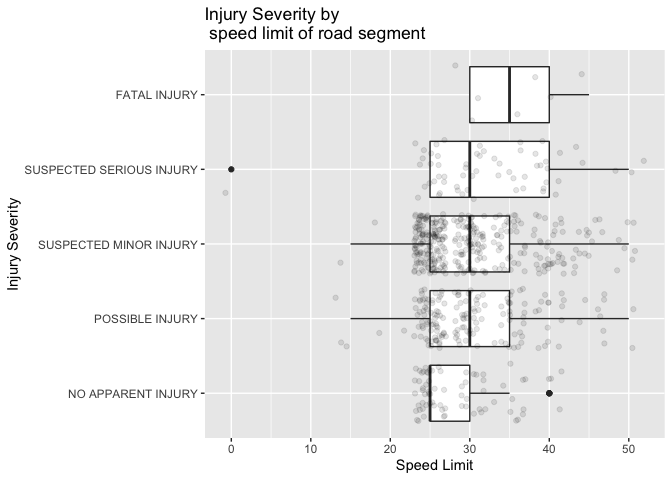 Injury Severity by
speed limit of road segment
FATAL INJURY
SUSPECTED SERIOUS INJURY
SUSPECTED MINOR INJURY
POSSIBLE INJURY
NO APPARENT INJURY
Injury Severity
0 10 20 30 40 50
Speed Limit